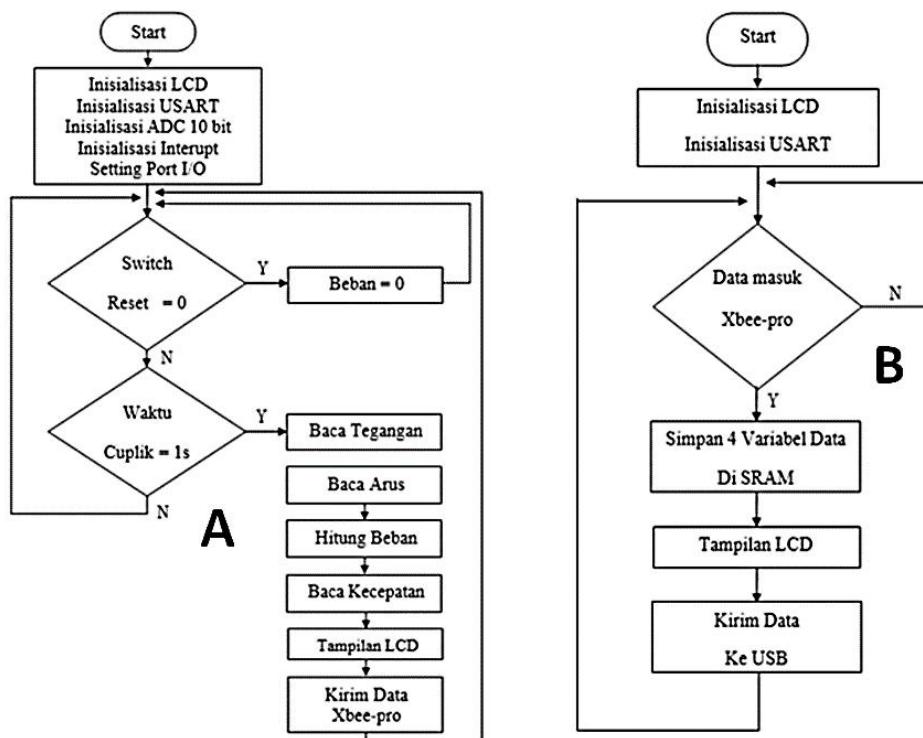 Start
Inisialisasi LCD
Inisialisasi USART
Inisialisasi ADC 10 bit
Inisialisasi Interupt
Setting Port I/O
Switch
Reset = 0
Y
Beban = 0
N
Waktu
Cuplik = 1s
Y
Baca Tegangan
N
A
Baca Arus
Hitung Beban
Baca Kecepatan
Tampilan LCD
Kirim Data
Xbee-pro
Start
Inisialisasi LCD
Inisialisasi USART
Data masuk
Xbee-pro
N
B
Y
Simpan 4 Variabel Data
Di SRAM
Tampilan LCD
Kirim Data
Ke USB